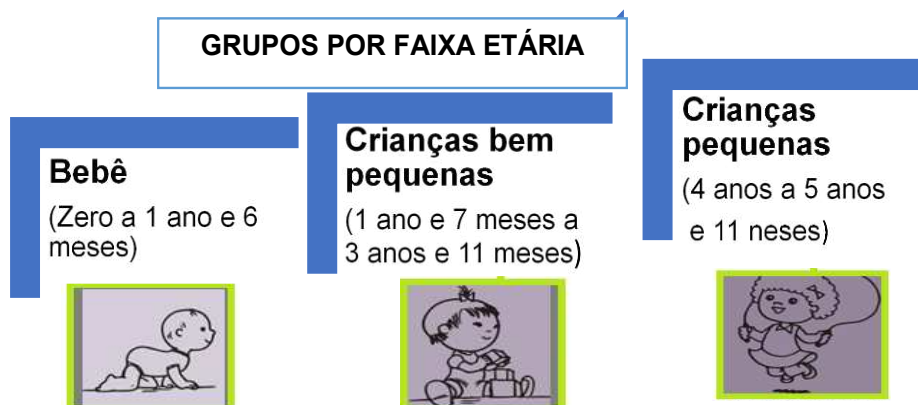 GRUPOS POR FAIXA ETÁRIA
Bebê
(Zero a 1 ano e 6
meses)
Crianças bem
pequenas
(1 ano e 7 meses a
3 anos e 11 meses)
Crianças
pequenas
(4 anos a 5 anos
e 11 neses)